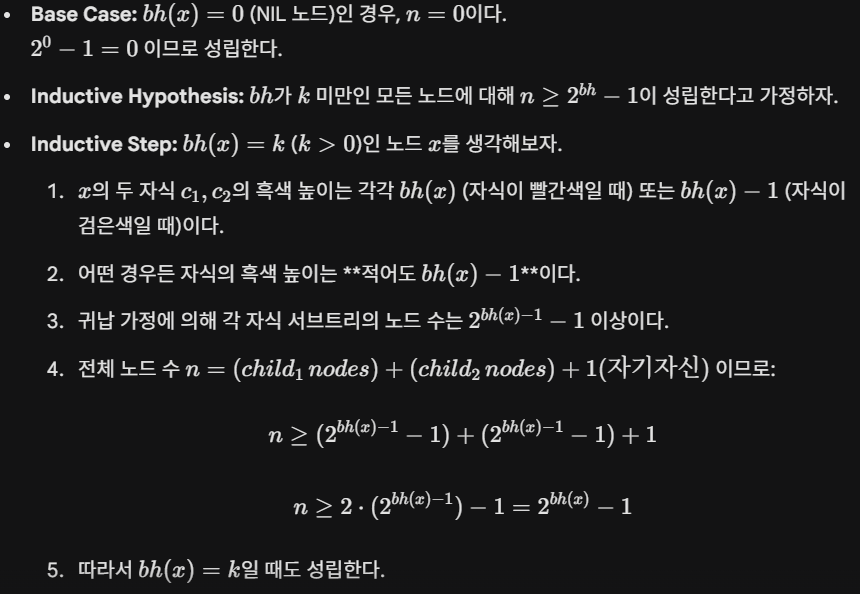 • Base Case: $bh(x) = 0$ (NIL 노드)인 경우, $n = 0$이다.
$2^0 - 1 = 0$ 이므로 성립한다.
• Inductive Hypothesis: $bh$가 $k$ 미만인 모든 노드에 대해 $n \geq 2^{bh} - 1$이 성립한다고 가정하자.
• Inductive Step: $bh(x) = k$ ($k > 0$)인 노드 $x$를 생각해보자.
1. $x$의 두 자식 $c_1, c_2$의 흑색 높이는 각각 $bh(x)$ (자식이 빨간색일 때) 또는 $bh(x) - 1$ (자식이
검은색일 때)이다.
2. 어떤 경우든 자식의 흑색 높이는 **적어도 $bh(x) - 1$**이다.
3. 귀납 가정에 의해 각 자식 서브트리의 노드 수는 $2^{bh(x)-1} - 1$ 이상이다.
4. 전체 노드 수 $n = (child_1\, nodes) + (child_2\, nodes) + 1(자기자신)$ 이므로:
$n \geq (2^{bh(x)-1} - 1) + (2^{bh(x)-1} - 1) + 1$
$n \geq 2 \cdot (2^{bh(x)-1}) - 1 = 2^{bh(x)} - 1$
5. 따라서 $bh(x) = k$일 때도 성립한다.